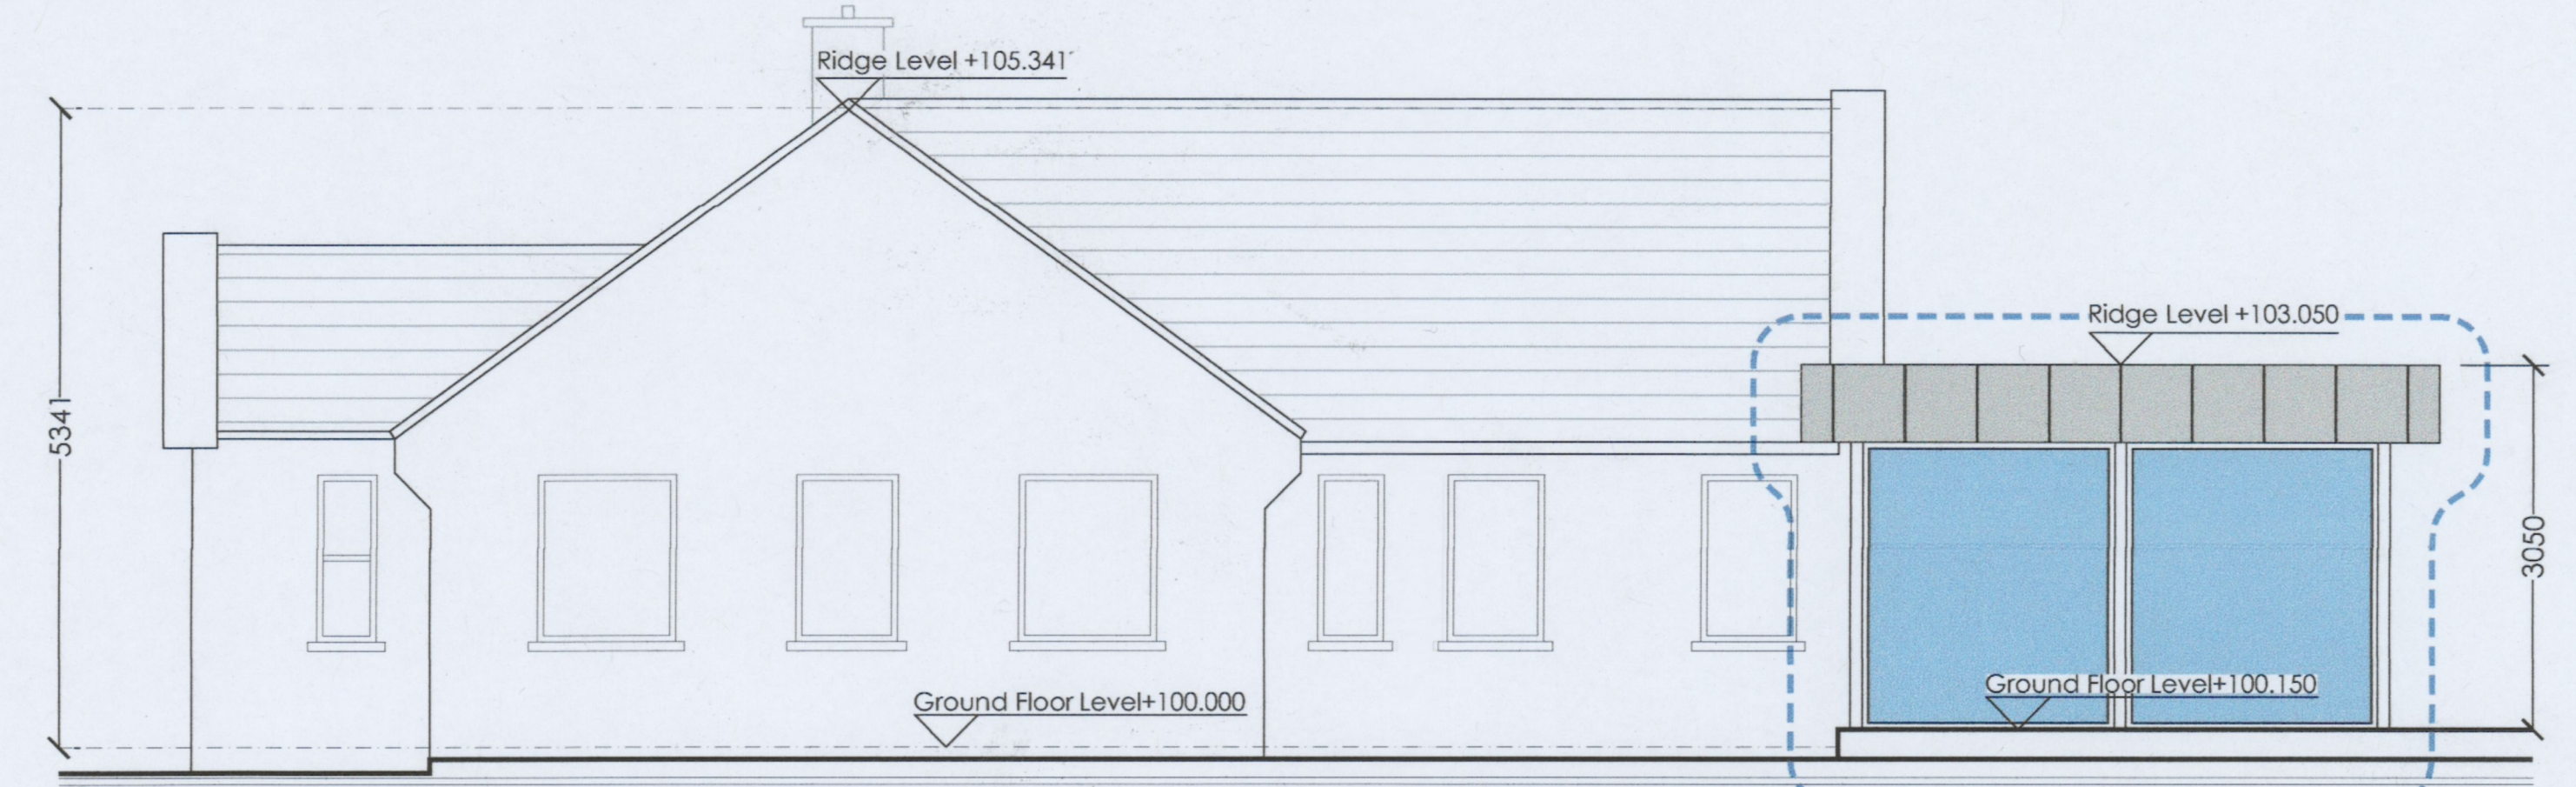 Ridge Level +105.341
Ridge Level +103.050
5341
3050
Ground Floor Level+100.150
Ground Floor Level+100.000